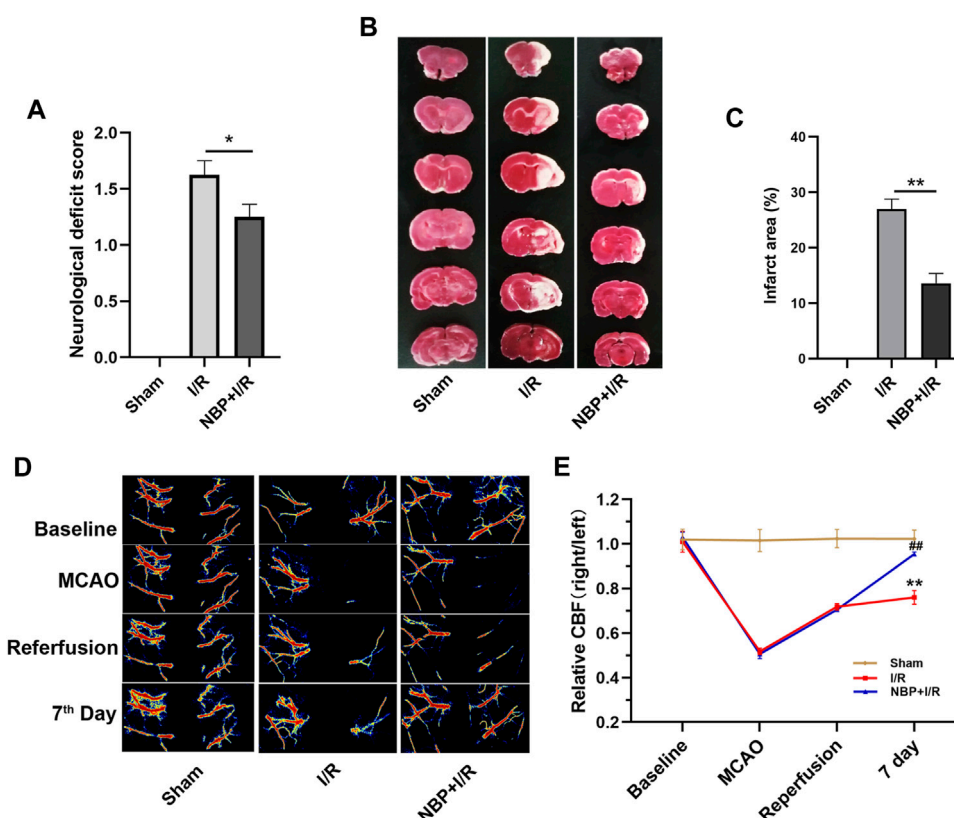 A
Neurological deficit score
2.0
1.5
1.0
0.5
0.0
Sham
I/R
NBP+I/R
*
B
Sham
I/R
NBP+I/R
C
Infarct area (%)
40
30
20
10
0
Sham
I/R
NBP+I/R
**
D
Baseline
MCAO
Referfusion
7th Day
Sham
I/R
NBP+I/R
E
Relative CBF (right/left)
1.2
1.0
0.8
0.6
0.4
0.2
##
**
Sham
I/R
NBP+I/R
Baseline
MCAO
Reperfusion
7 day